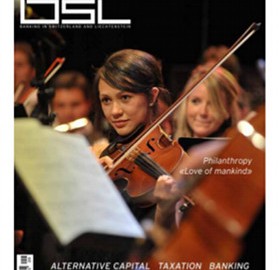 bsl
BANKING IN SWITZERLAND AND LIECHTENSTEIN
Philanthropy
«Love of mankind»
ALTERNATIVE CAPITAL TAXATION BANKING